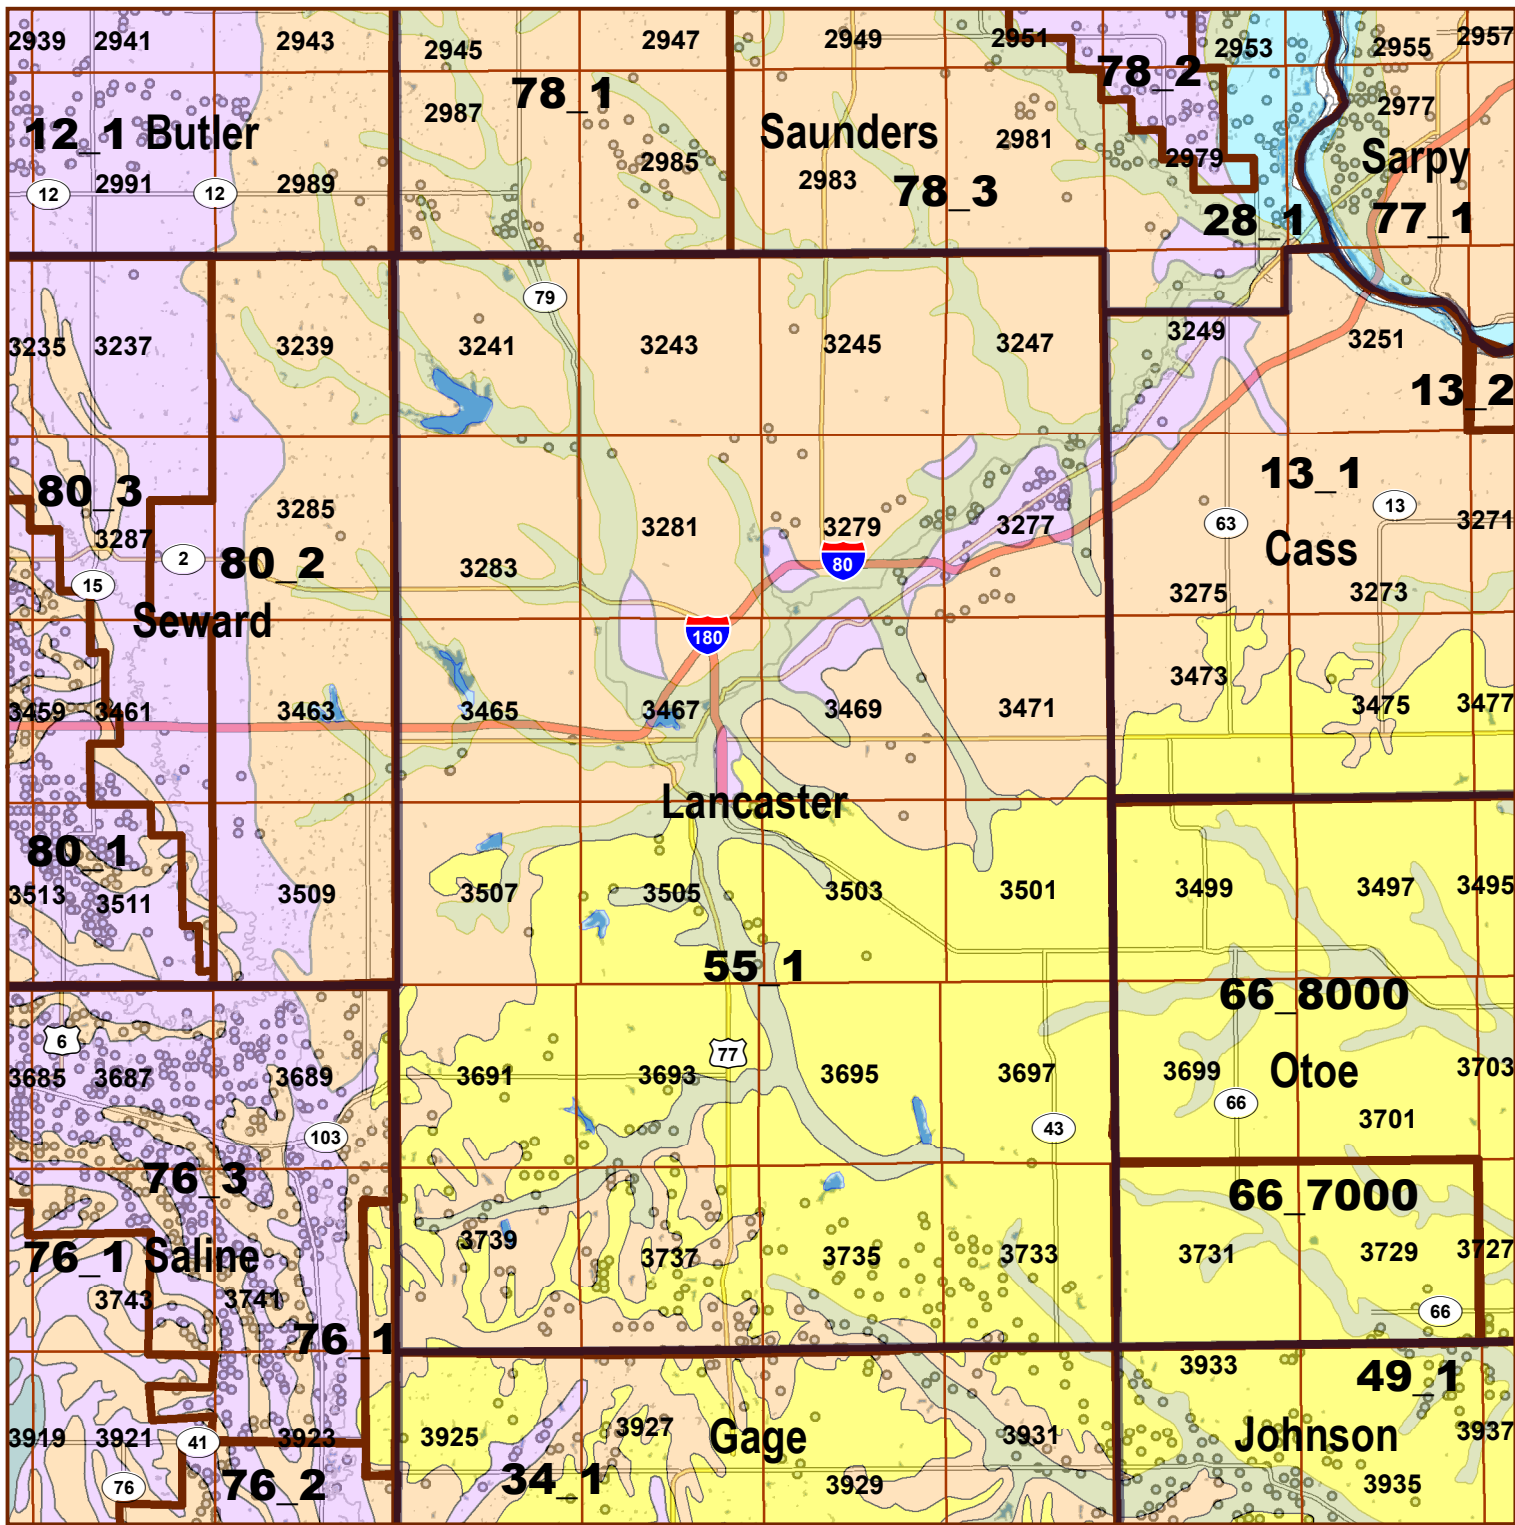 2939 2941 2943 2945 2947 2949 2951 2953 2955 2957
78_1 78_2
2987 2977
12_1 Butler Saunders 2981 Sarpy
2985 2979
12 2991 12 2989 2983 78_3
28_1 77_1
79
3235 3237 3239 3241 3243 3245 3247 3249 3251
13_2
80_3 13_1
3285 13
3287 3281 3279 3277 63 3271
2 80_2 3283 80 Cass
15 3275 3273
Seward 180
3473
3459 3461 3463 3465 3467 3469 3471 3475 3477
Lancaster
80_1
3513 3511 3509 3507 3505 3503 3501 3499 3497 3495
55_1
66_8000
6 77
3685 3687 3689 3691 3693 3695 3697 3699 Otoe 3703
66
103 43 3701
76_3
66_7000
76_1 Saline 3739 3737 3735 3733 3731 3729 3727
3743 3741 66
76_1
3933
49_1
3919 3921 41 3923 3925 3927 Gage 3931 Johnson 3937
76 76_2 34_1 3929 3935